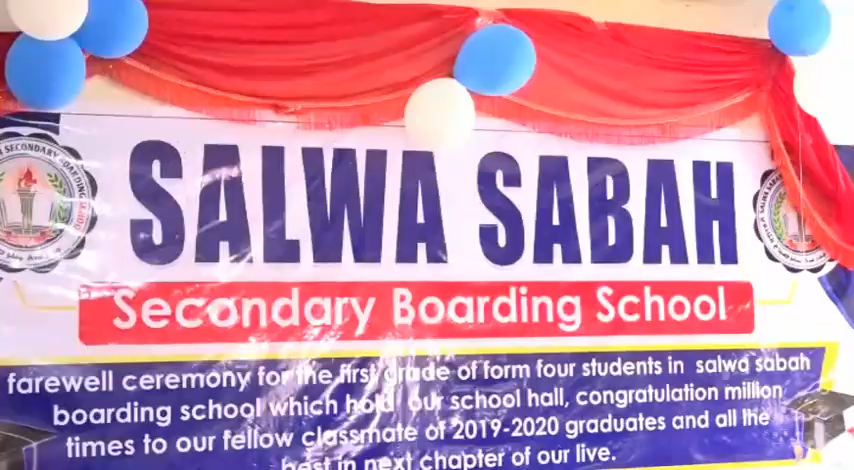 SALWA SABAH
Secondary Boarding School
farewell ceremony for the first grade of form four students in salwa sabah
boarding school which hold our school hall, congratulation million
times to our fellow classmate of 2019-2020 graduates and all the
best in next chapter of our live.